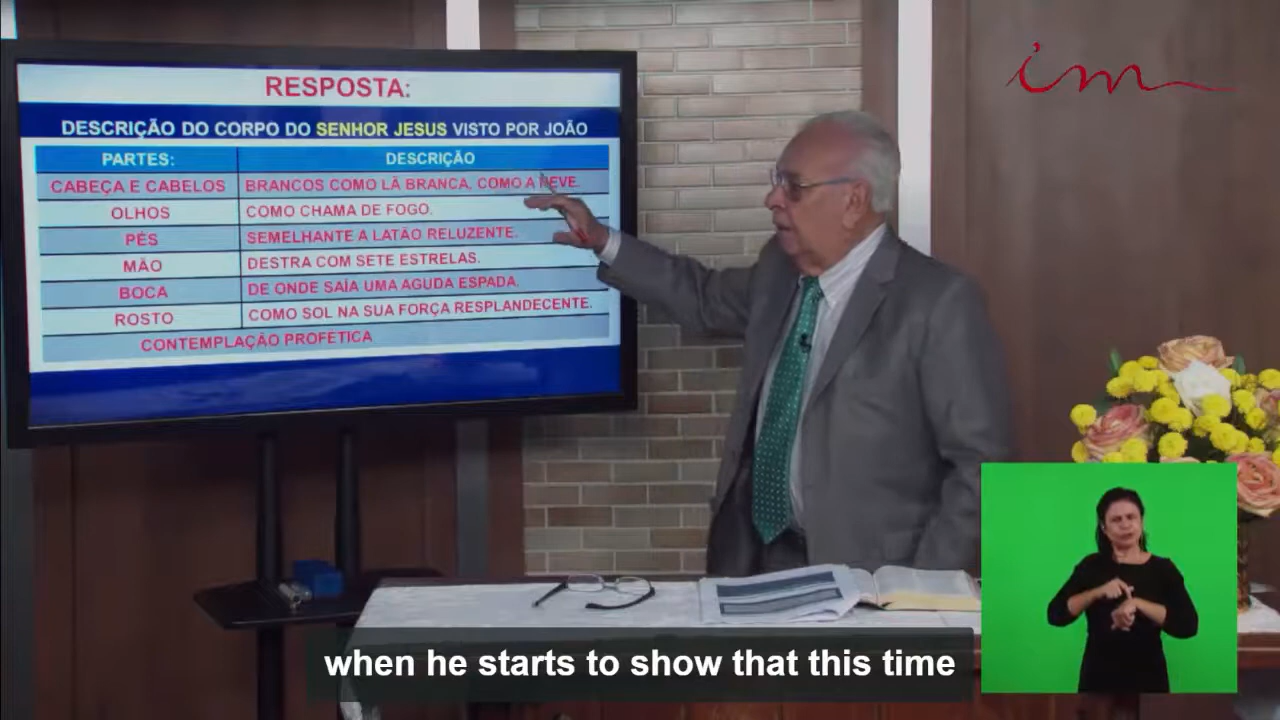 im
RESPOSTA:
DESCRIÇÃO DO CORPO DO SENHOR JESUS VISTO POR JOÃO
PARTES: DESCRIÇÃO
CABEÇA E CABELOS BRANCOS COMO LÃ BRANCA, COMO A NEVE.
OLHOS COMO CHAMA DE FOGO.
PÉS SEMELHANTE A LATÃO RELUZENTE.
MÃO DESTRA COM SETE ESTRELAS.
BOCA DE ONDE SAÍA UMA AGUDA ESPADA.
ROSTO COMO SOL NA SUA FORÇA RESPLANDECENTE.
CONTEMPLAÇÃO PROFÉTICA
when he starts to show that this time